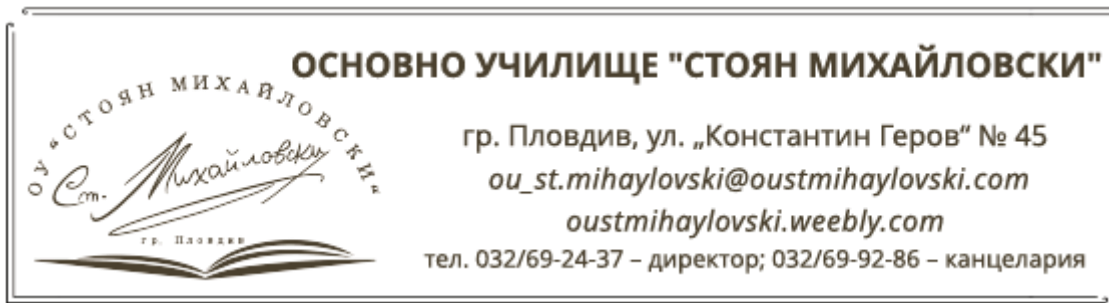 ОСНОВНО УЧИЛИЩЕ "СТОЯН МИХАЙЛОВСКИ"
гр. Пловдив, ул. „Константин Геров“ № 45
ou_st.mihaylovski@oustmihaylovski.com
oustmihaylovski.weebly.com
тел. 032/69-24-37 – директор; 032/69-92-86 – канцелария
ОУ “СТОЯН МИХАЙЛОВСКИ“
Ст. Михайловски
гр. Пловдив